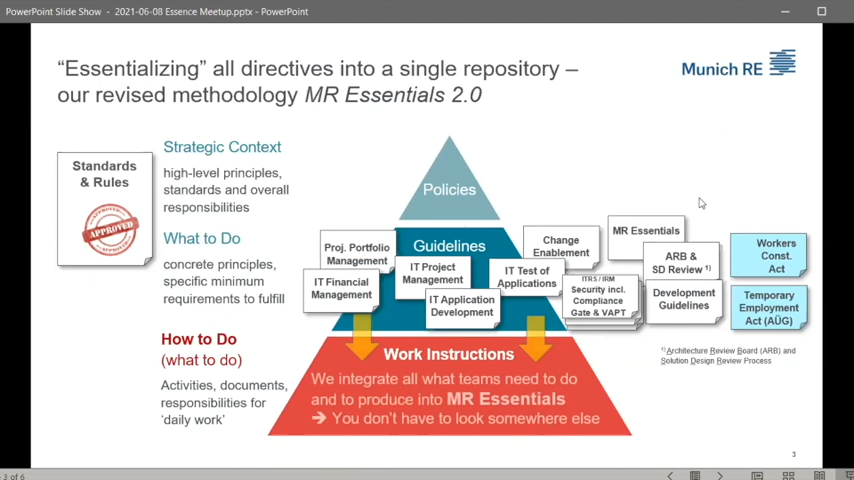 PowerPoint Slide Show - 2021-06-08 Essence Meetup.pptx - PowerPoint
“Essentializing” all directives into a single repository –
our revised methodology MR Essentials 2.0
Munich RE
Standards
& Rules
APPROVED
Strategic Context
high-level principles,
standards and overall
responsibilities
What to Do
concrete principles,
specific minimum
requirements to fulfill
How to Do
(what to do)
Activities, documents,
responsibilities for
‘daily work’
Policies
Guidelines
Proj. Portfolio
Management
IT Financial
Management
IT Project
Management
IT Application
Development
IT Test of
Applications
Change
Enablement
ITRS / IRM
Security incl.
Compliance
Gate & VAPT
MR Essentials
ARB &
SD Review 1)
Development
Guidelines
Workers
Const.
Act
Temporary
Employment
Act (AÜG)
1) Architecture Review Board (ARB) and
Solution Design Review Process
Work Instructions
We integrate all what teams need to do
and to produce into MR Essentials
➔ You don’t have to look somewhere else
3
3 of 6